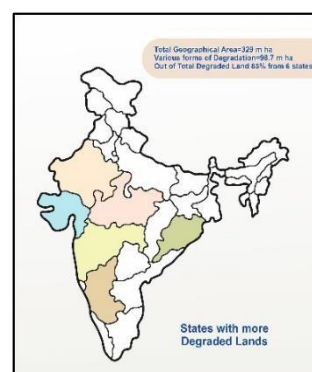 Total Geographical Area=329 m ha
Various forms of Degradation=98.7 m ha
Out of Total Degraded Land 85% from 6 states
States with more
Degraded Lands